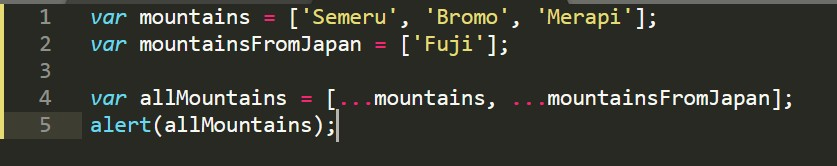 1 var mountains = ['Semeru', 'Bromo', 'Merapi'];
2 var mountainsFromJapan = ['Fuji'];
3
4 var allMountains = [...mountains, ...mountainsFromJapan];
5 alert(allMountains);